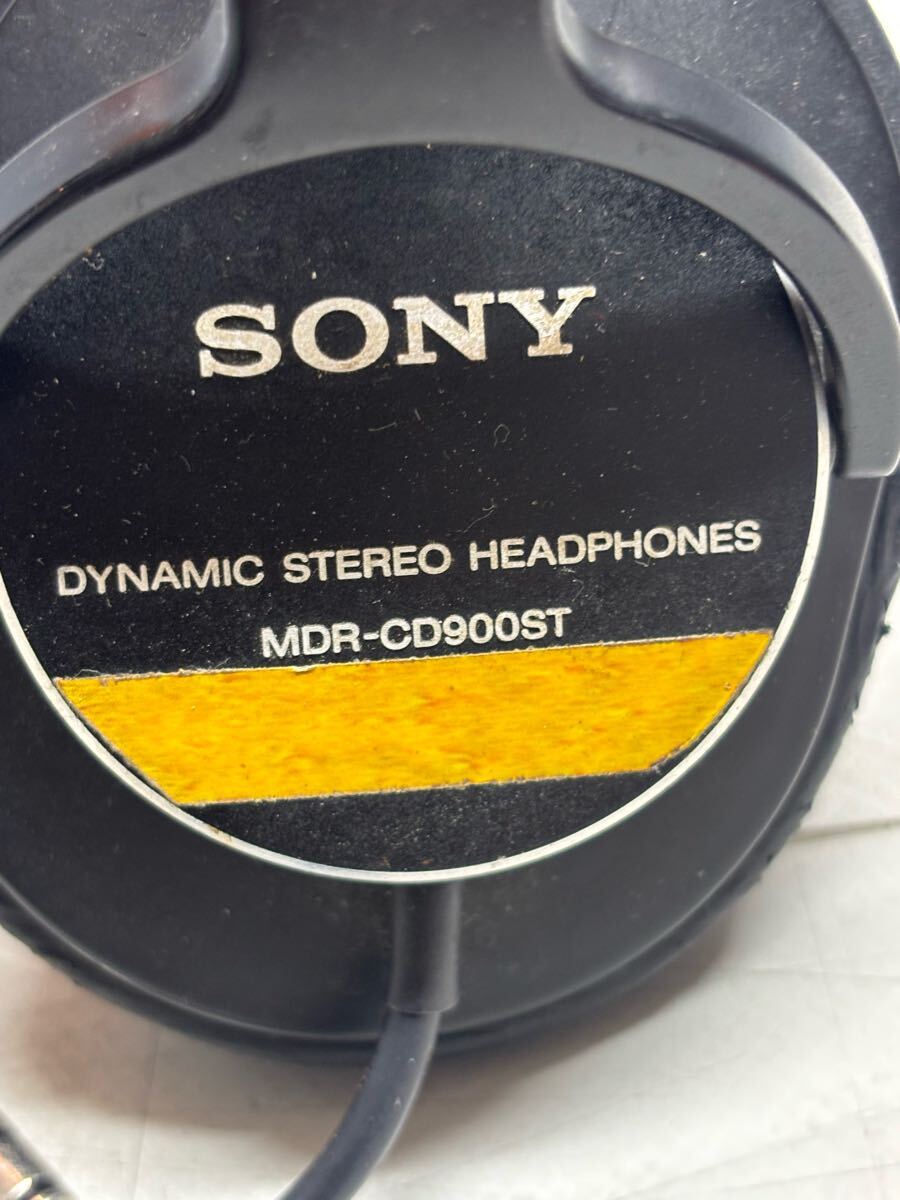 SONY
DYNAMIC STEREO HEADPHONES
MDR-CD900ST